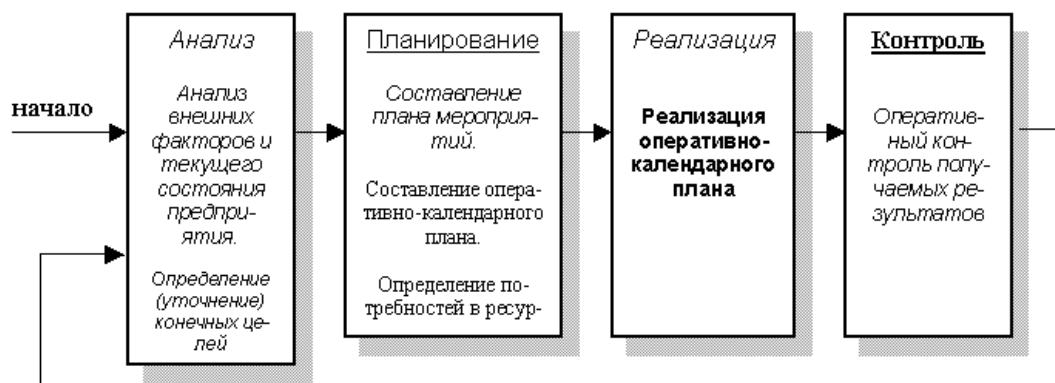 начало
Анализ
Анализ
внешних
факторов и
текущего
состояния
предпри-
ятия.
Определение
(уточнение)
конечных це-
лей
Планирование
Составление
плана мероприя-
тий.
Составление опера-
тивно-календарного
плана.
Определение по-
требностей в ресур-
Реализация
Реализация
оперативно-
календарного
плана
Контроль
Оператив-
ный кон-
троль полу-
чаемых ре-
зультатов